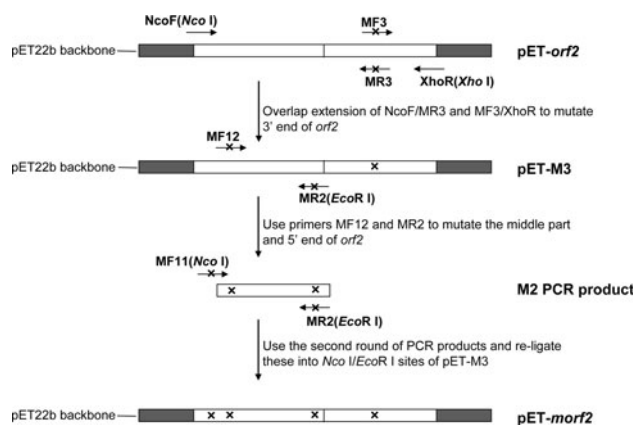 NcoF(Nco I)
MF3
pET22b backbone
pET-orf2
MR3
XhoR(Xho I)
Overlap extension of NcoF/MR3 and MF3/XhoR to mutate
3' end of orf2
MF12
pET22b backbone
pET-M3
MR2(EcoR I)
Use primers MF12 and MR2 to mutate the middle part
and 5' end of orf2
MF11(Nco I)
M2 PCR product
MR2(EcoR I)
Use the second round of PCR products and re-ligate
these into Nco I/EcoR I sites of pET-M3
pET22b backbone
pET-morf2